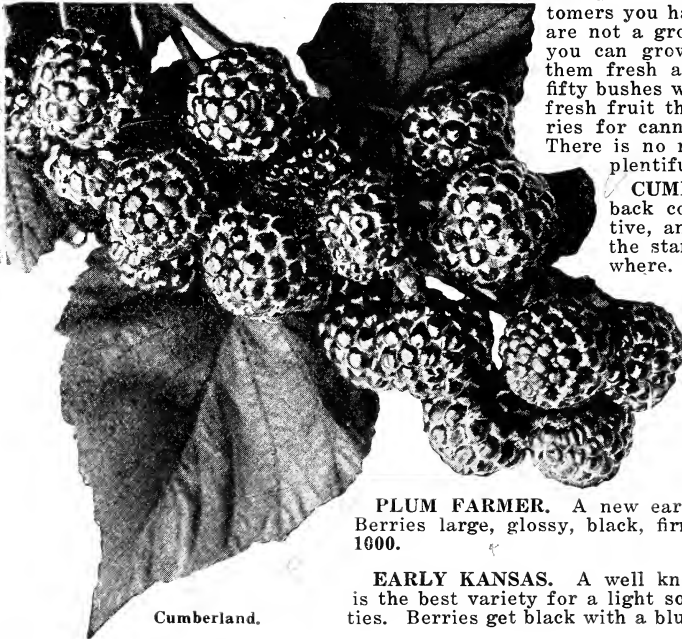 tomers you ha
are not a gro
you can grow
them fresh a
fifty bushes w
fresh fruit th
ries for cann
There is no r
plentifu
CUM
back co
tive, an
the stan
where.
PLUM FARMER. A new ear
Berries large, glossy, black, fir
1000.
EARLY KANSAS. A well kn
is the best variety for a light so
ties. Berries get black with a blu
Cumberland.